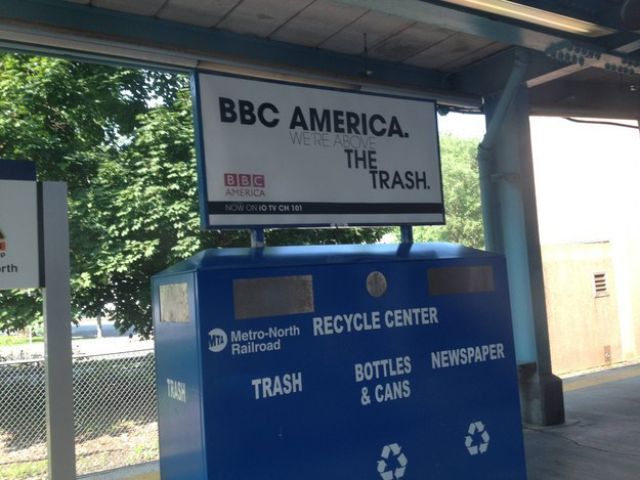 BBC AMERICA.
WE'RE ABOVE
THE
TRASH.
BBC
AMERICA
NOW ON iO TV CH 101
rth
MTA Metro-North
Railroad
RECYCLE CENTER
TRASH
TRASH
BOTTLES
& CANS
NEWSPAPER